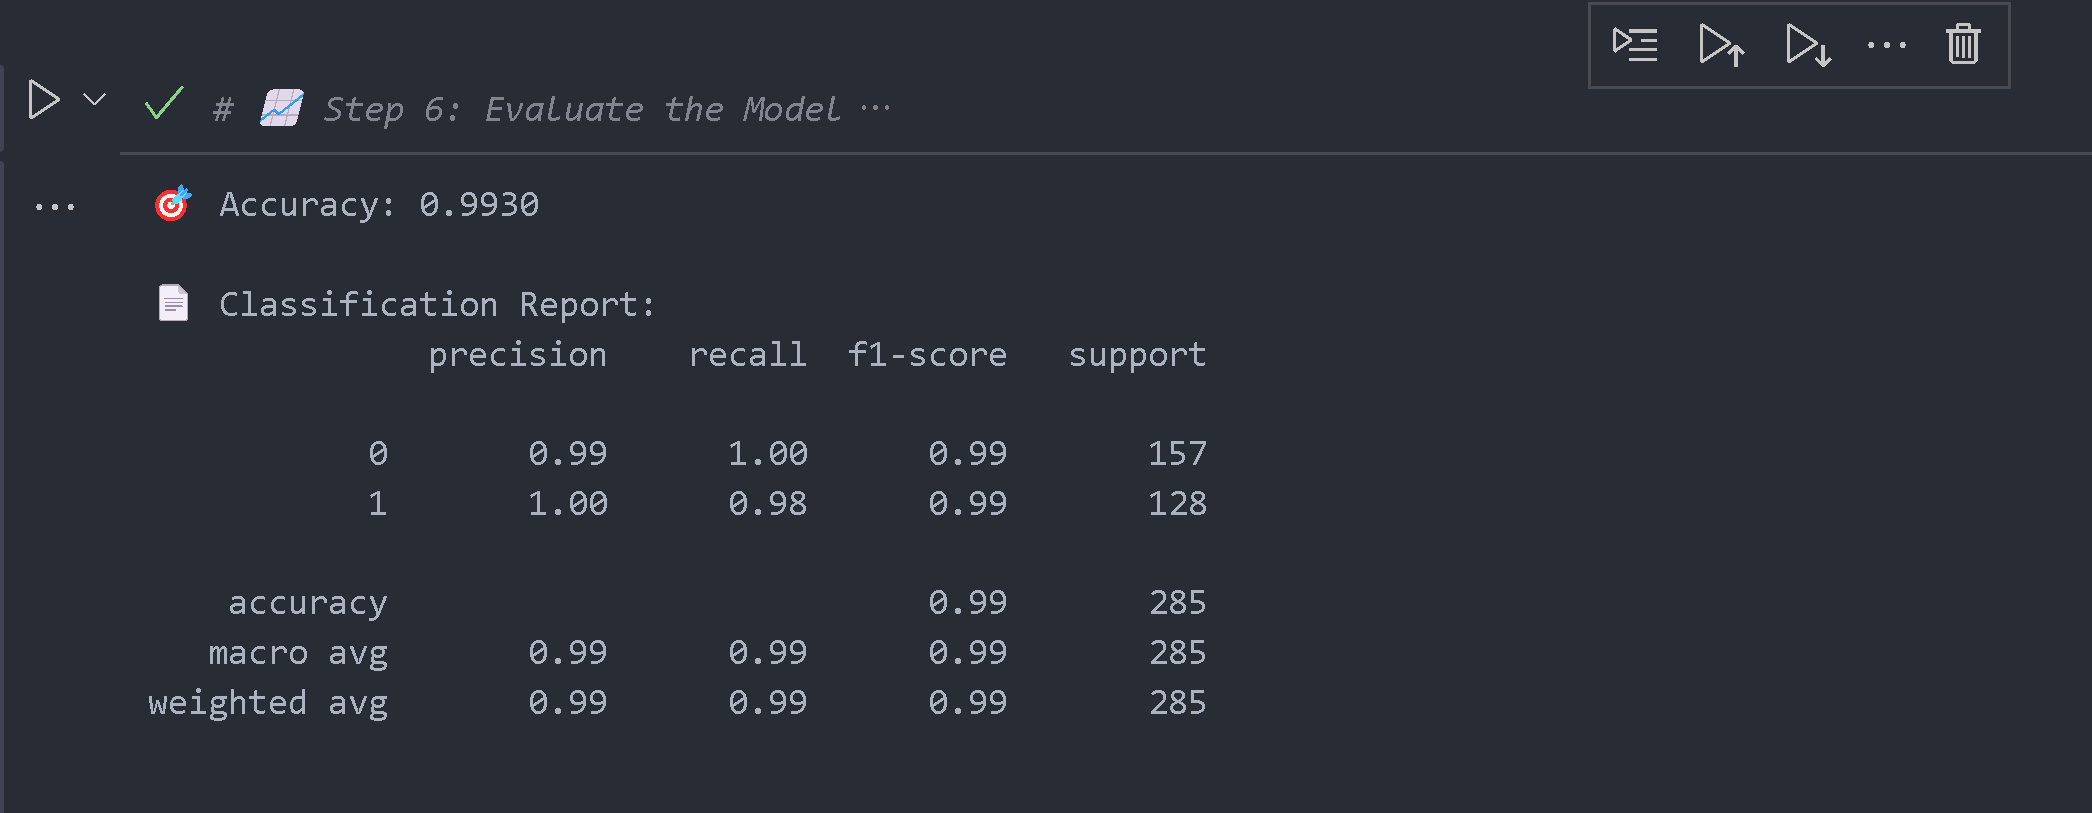 # 📈 Step 6: Evaluate the Model ···
🎯 Accuracy: 0.9930
📄 Classification Report:
precision recall f1-score support
0 0.99 1.00 0.99 157
1 1.00 0.98 0.99 128
accuracy 0.99 285
macro avg 0.99 0.99 0.99 285
weighted avg 0.99 0.99 0.99 285